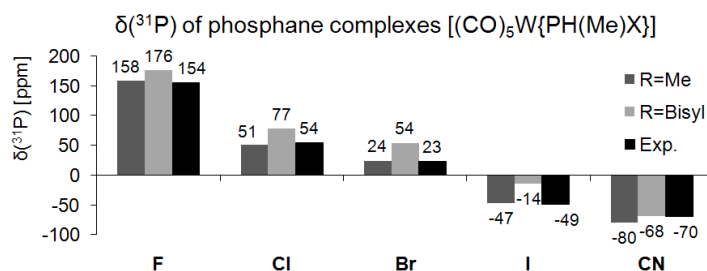 δ(³¹P) of phosphane complexes [(CO)₅W{PH(Me)X}]
δ(³¹P) [ppm]
200
150
100
50
0
-50
-100
158 176 154
51 77 54
24 54 23
-47 -14 -49
-80 -68 -70
F Cl Br I CN
R=Me
R=Bisyl
Exp.